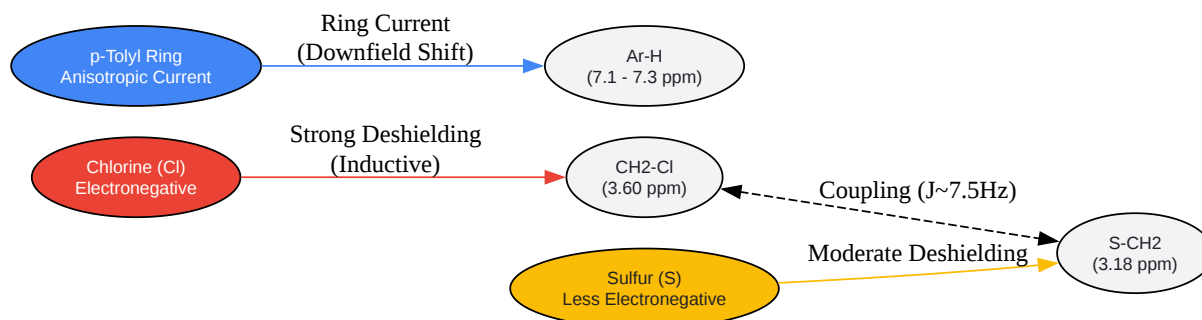 Ring Current
(Downfield Shift)
p-Tolyl Ring
Anisotropic Current
Ar-H
(7.1 - 7.3 ppm)
Strong Deshielding
(Inductive)
Chlorine (Cl)
Electronegative
CH2-Cl
(3.60 ppm)
Coupling (J~7.5Hz)
Moderate Deshielding
S-CH2
(3.18 ppm)
Sulfur (S)
Less Electronegative